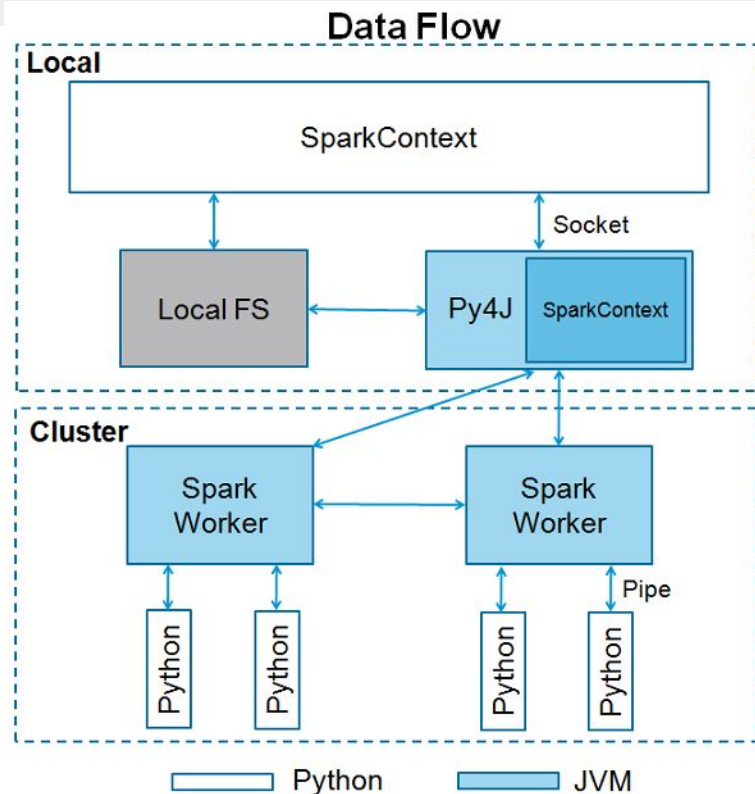 Data Flow
Local
SparkContext
Socket
Local FS
Py4J
SparkContext
Cluster
Spark
Worker
Spark
Worker
Pipe
Python
Python
Python
Python
Python
JVM